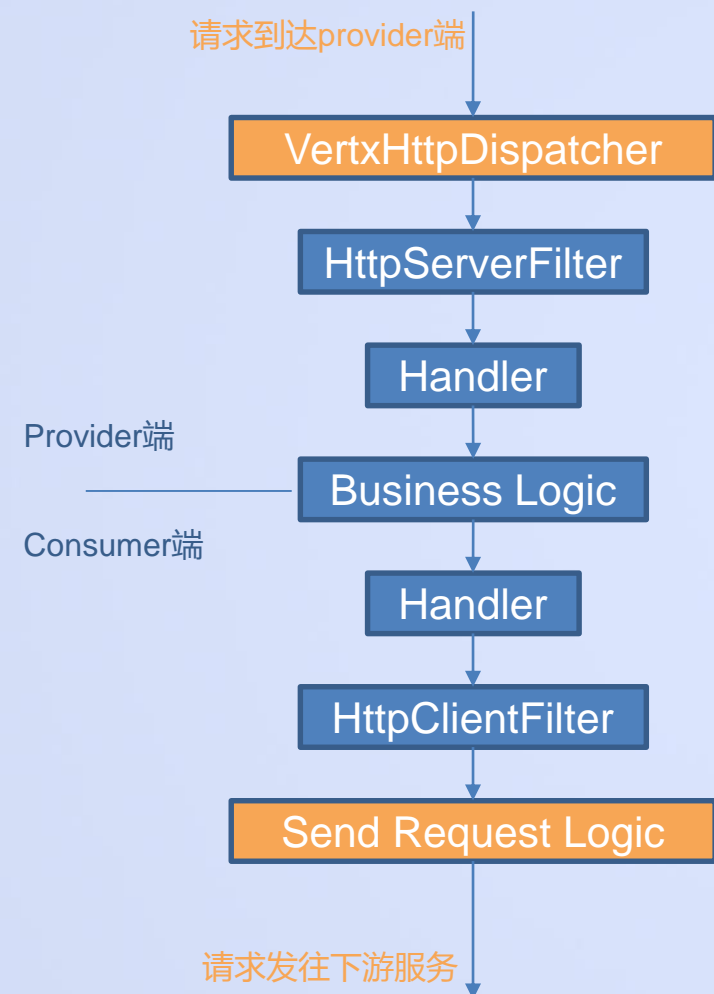 请求到达provider端
VertxHttpDispatcher
HttpServerFilter
Handler
Provider端
Business Logic
Consumer端
Handler
HttpClientFilter
Send Request Logic
请求发往下游服务